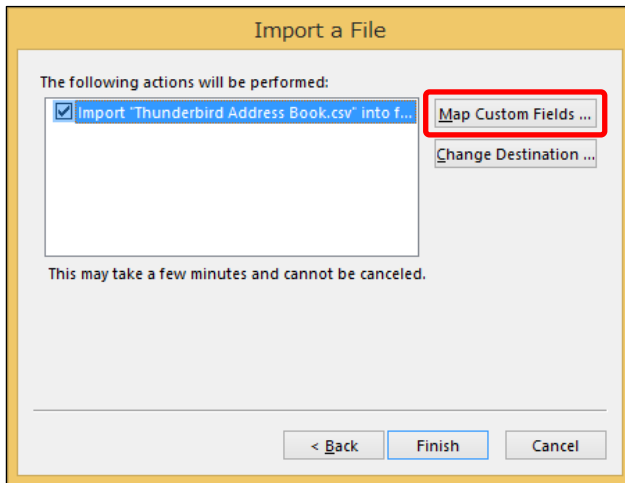 Import a File
The following actions will be performed:
Import "Thunderbird Address Book.csv" into f...
Map Custom Fields ...
Change Destination ...
This may take a few minutes and cannot be canceled.
< Back
Finish
Cancel